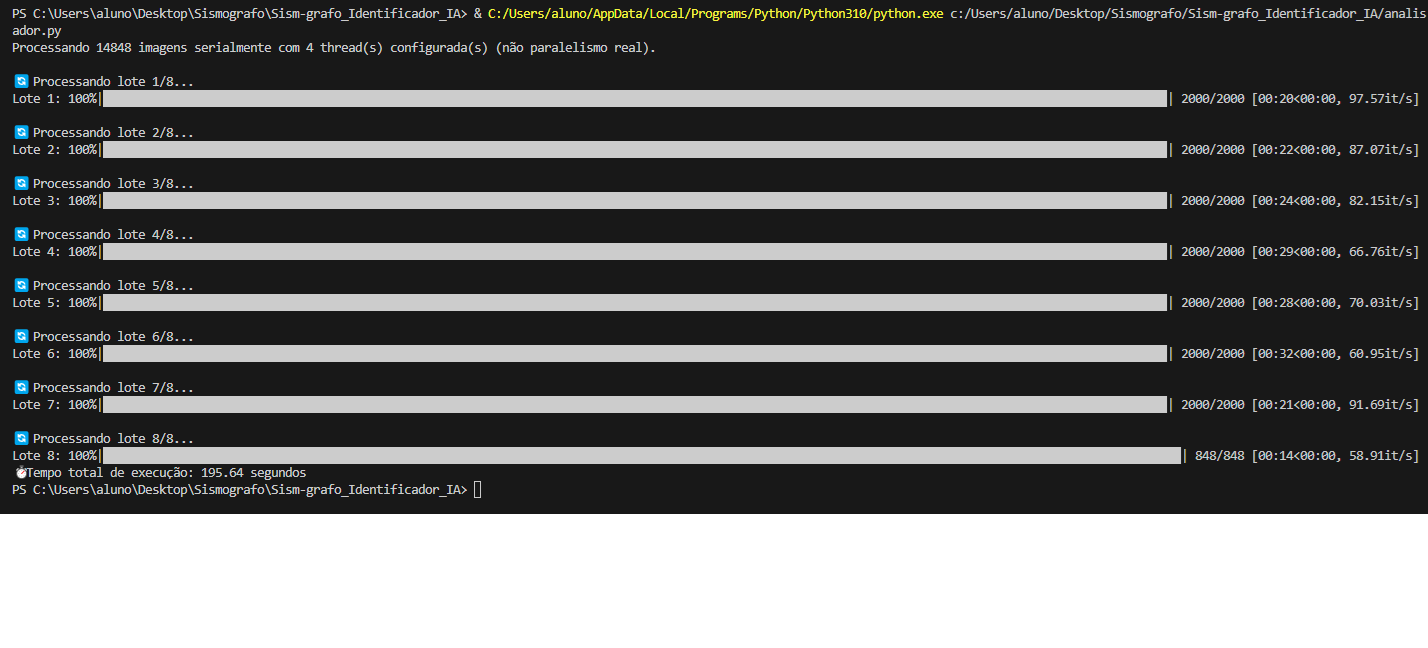 PS C:\Users\aluno\Desktop\Sismografo\Sism-grafo_Identificador_IA> & C:/Users/aluno/AppData/Local/Programs/Python/Python310/python.exe c:/Users/aluno/Desktop/Sismografo/Sism-grafo_Identificador_IA/analis
ador.py
Processando 14848 imagens serialmente com 4 thread(s) configurada(s) (não paralelismo real).
🔄 Processando lote 1/8...
Lote 1: 100%| | 2000/2000 [00:20<00:00, 97.57it/s]
🔄 Processando lote 2/8...
Lote 2: 100%| | 2000/2000 [00:22<00:00, 87.07it/s]
🔄 Processando lote 3/8...
Lote 3: 100%| | 2000/2000 [00:24<00:00, 82.15it/s]
🔄 Processando lote 4/8...
Lote 4: 100%| | 2000/2000 [00:29<00:00, 66.76it/s]
🔄 Processando lote 5/8...
Lote 5: 100%| | 2000/2000 [00:28<00:00, 70.03it/s]
🔄 Processando lote 6/8...
Lote 6: 100%| | 2000/2000 [00:32<00:00, 60.95it/s]
🔄 Processando lote 7/8...
Lote 7: 100%| | 2000/2000 [00:21<00:00, 91.69it/s]
🔄 Processando lote 8/8...
Lote 8: 100%| | 848/848 [00:14<00:00, 58.91it/s]
⏱Tempo total de execução: 195.64 segundos
PS C:\Users\aluno\Desktop\Sismografo\Sism-grafo_Identificador_IA>